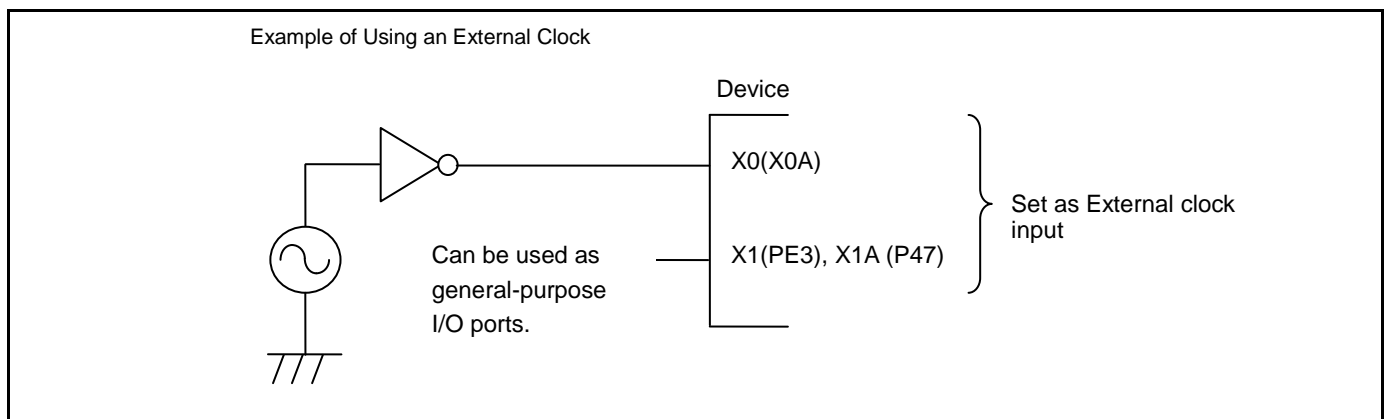 Example of Using an External Clock
Device
X0(X0A)
Set as External clock
input
Can be used as
general-purpose
I/O ports.
X1(PE3), X1A (P47)